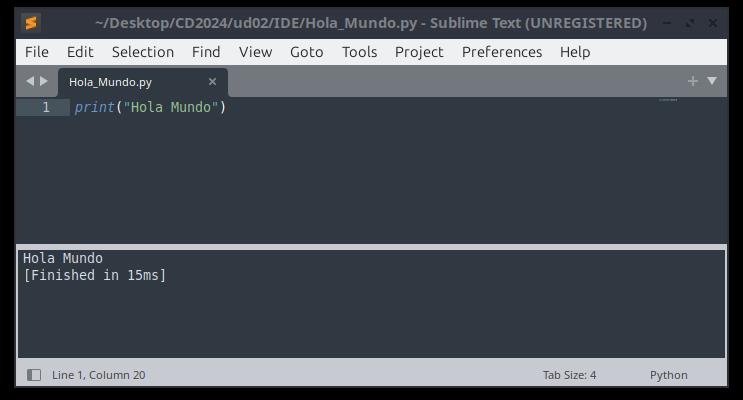 ~/Desktop/CD2024/ud02/IDE/Hola_Mundo.py - Sublime Text (UNREGISTERED)
File Edit Selection Find View Goto Tools Project Preferences Help
Hola_Mundo.py
1 print("Hola Mundo")
Hola Mundo
[Finished in 15ms]
Line 1, Column 20 Tab Size: 4 Python